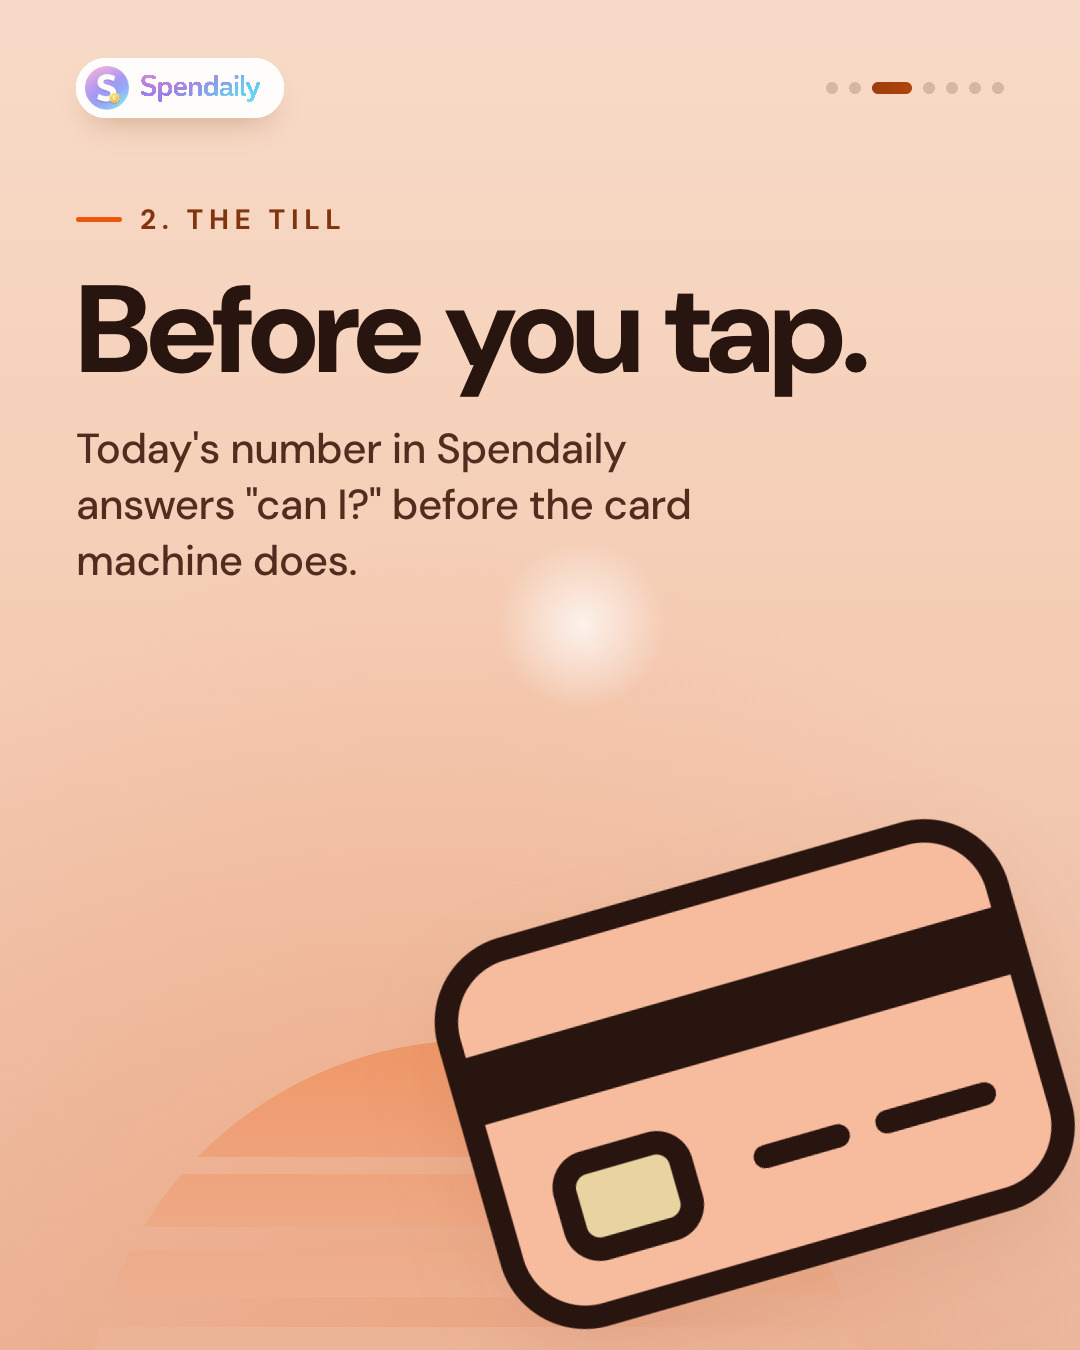 Spendaily
2. THE TILL
Before you tap.
Today's number in Spendaily
answers "can I?" before the card
machine does.